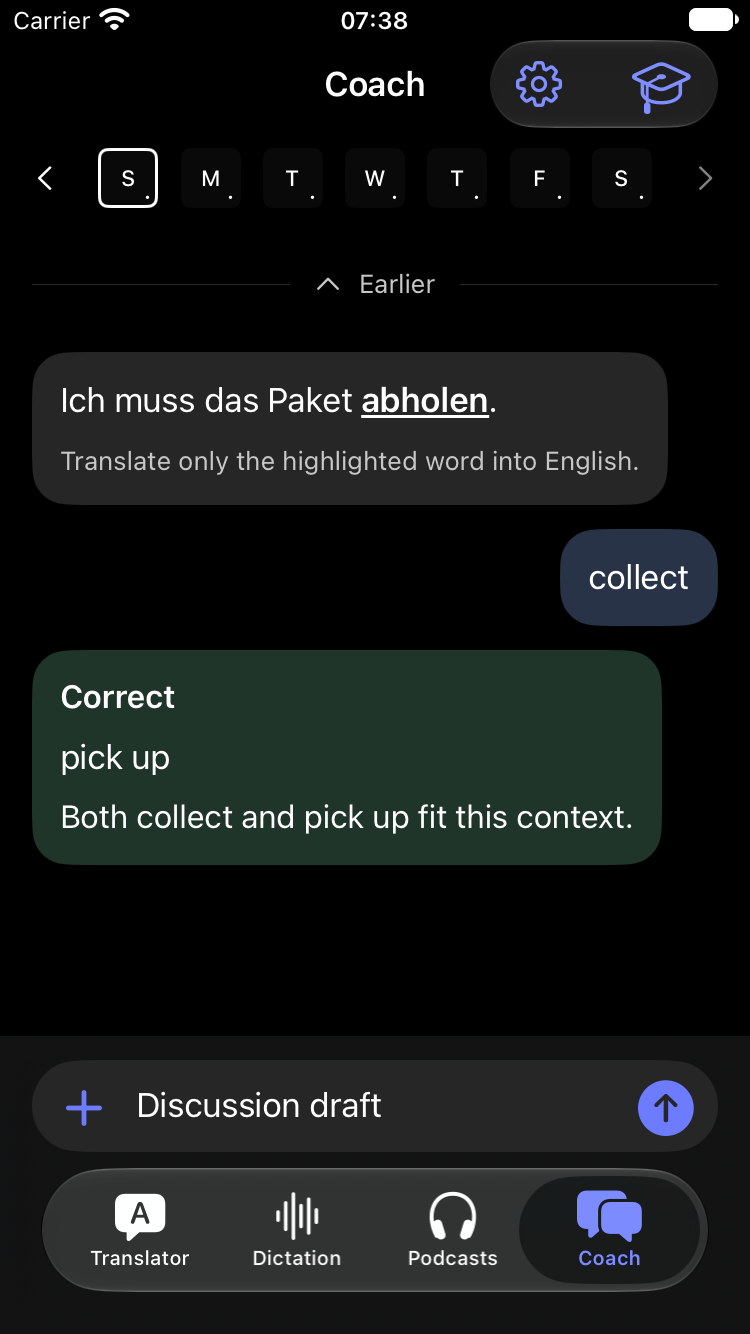 Carrier 07:38
Coach
S. M. T. W. T. F. S.
Earlier
Ich muss das Paket abholen.
Translate only the highlighted word into English.
collect
Correct
pick up
Both collect and pick up fit this context.
Discussion draft
A
Translator Dictation Podcasts Coach